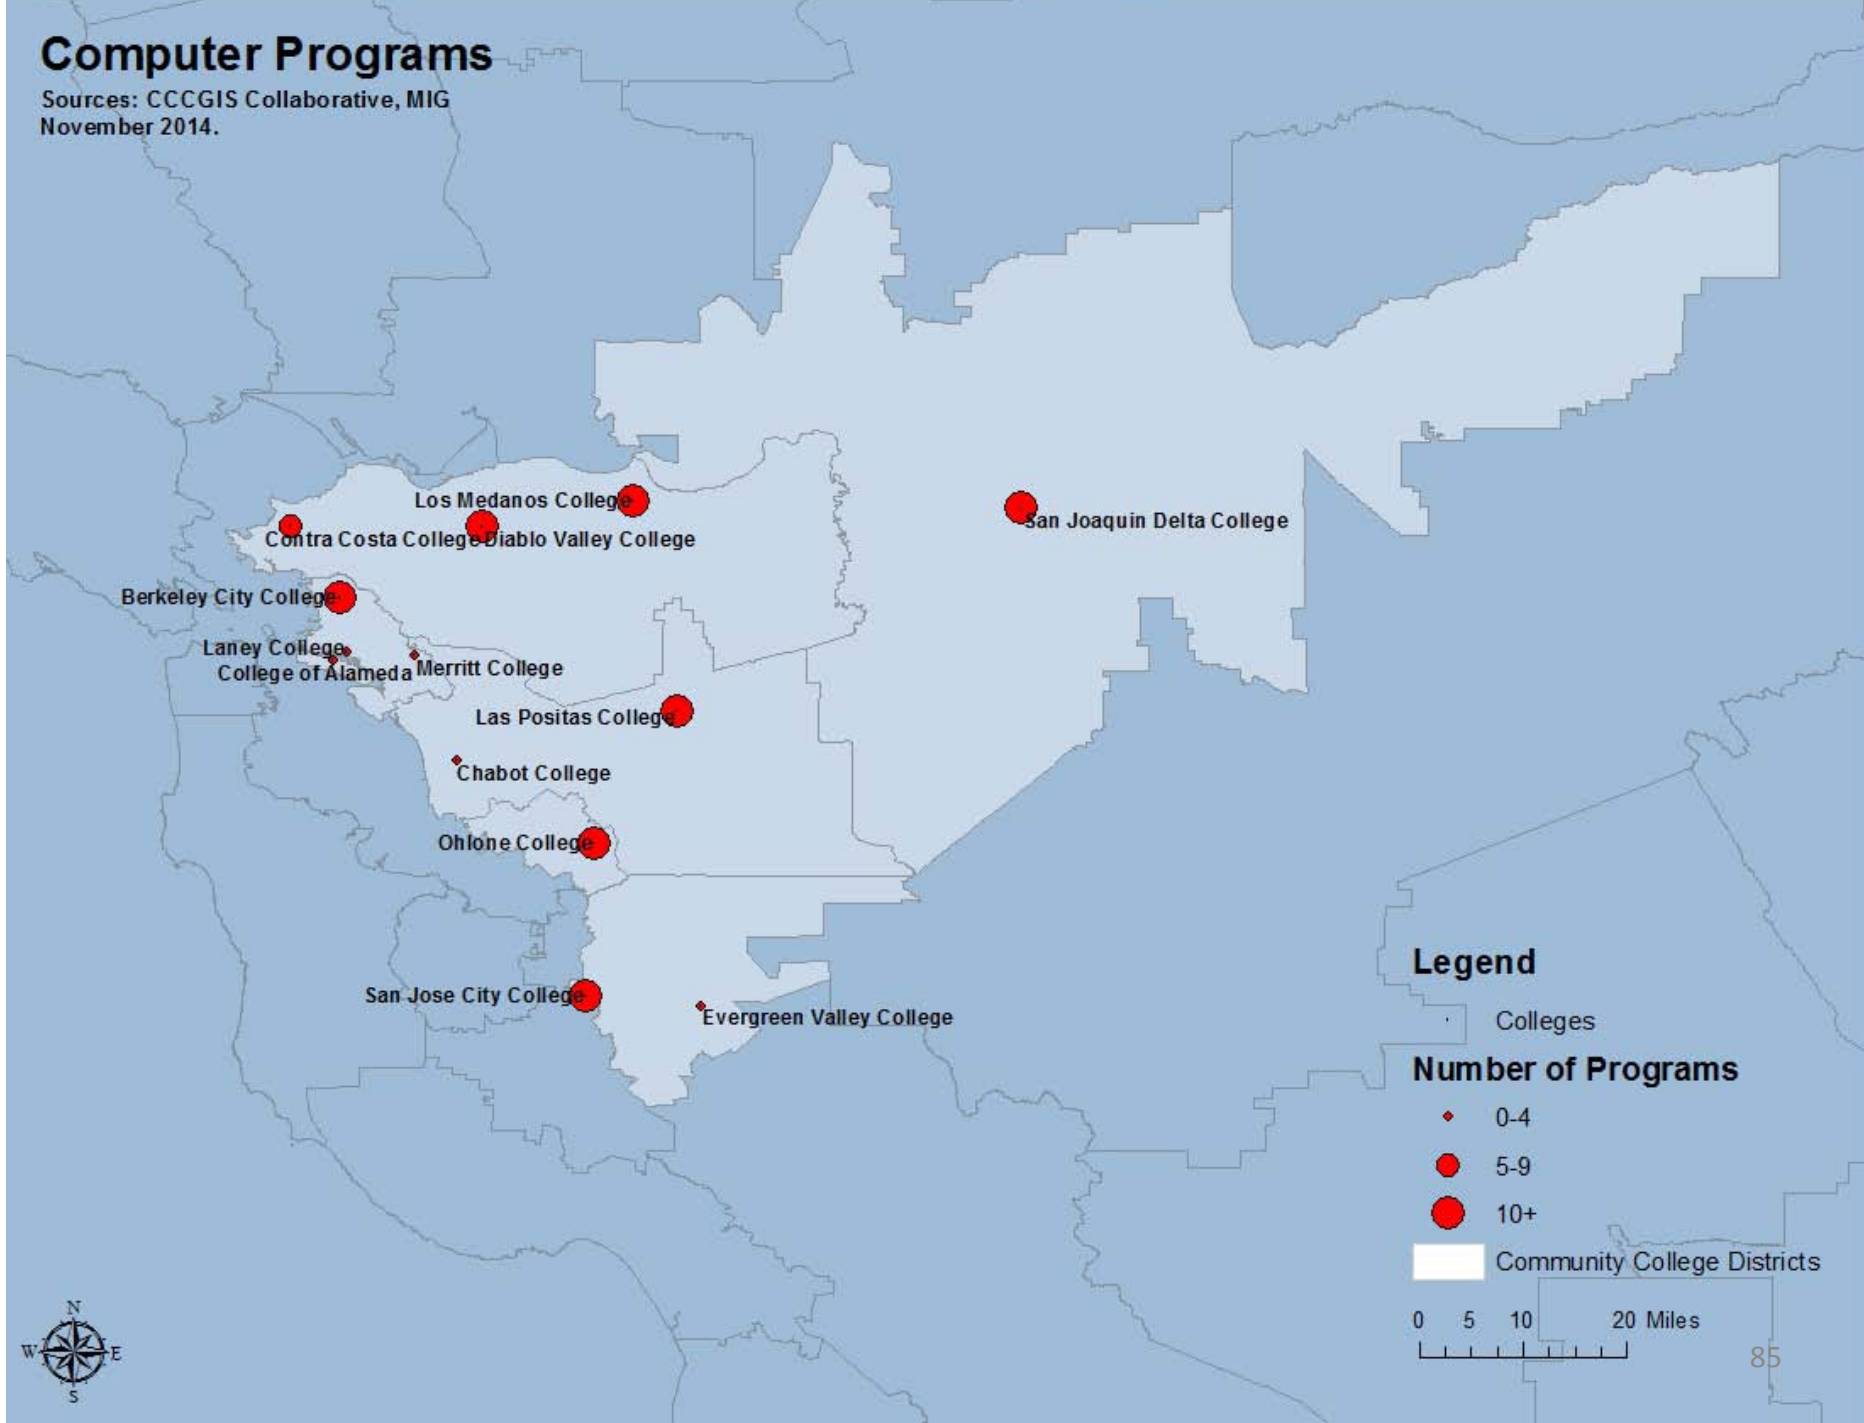 Computer Programs
Sources: CCCGIS Collaborative, MIG
November 2014.
Los Medanos College
San Joaquin Delta College
Contra Costa College
Diablo Valley College
Berkeley City College
Laney College
College of Alameda
Merritt College
Las Positas College
Chabot College
Ohlone College
San Jose City College
Evergreen Valley College
Legend
Colleges
Number of Programs
0-4
5-9
10+
Community College Districts
0 5 10 20 Miles
85
N
W E
S